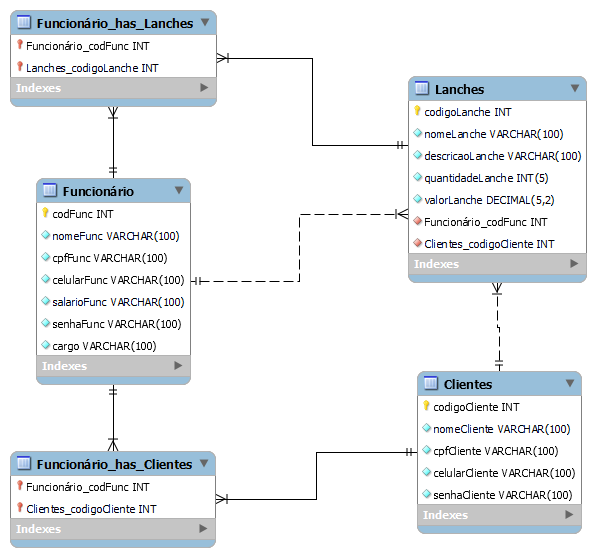 Funcionário_has_Lanches
Funcionário_codFunc INT
Lanches_codigoLanche INT
Indexes
Lanches
codigoLanche INT
nomeLanche VARCHAR(100)
descricaoLanche VARCHAR(100)
quantidadeLanche INT(5)
valorLanche DECIMAL(5,2)
Funcionário_codFunc INT
Clientes_codigoCliente INT
Indexes
Funcionário
codFunc INT
nomeFunc VARCHAR(100)
cpfFunc VARCHAR(100)
celularFunc VARCHAR(100)
salarioFunc VARCHAR(100)
senhaFunc VARCHAR(100)
cargo VARCHAR(100)
Indexes
Clientes
codigoCliente INT
nomeCliente VARCHAR(100)
cpfCliente VARCHAR(100)
celularCliente VARCHAR(100)
senhaCliente VARCHAR(100)
Indexes
Funcionário_has_Clientes
Funcionário_codFunc INT
Clientes_codigoCliente INT
Indexes